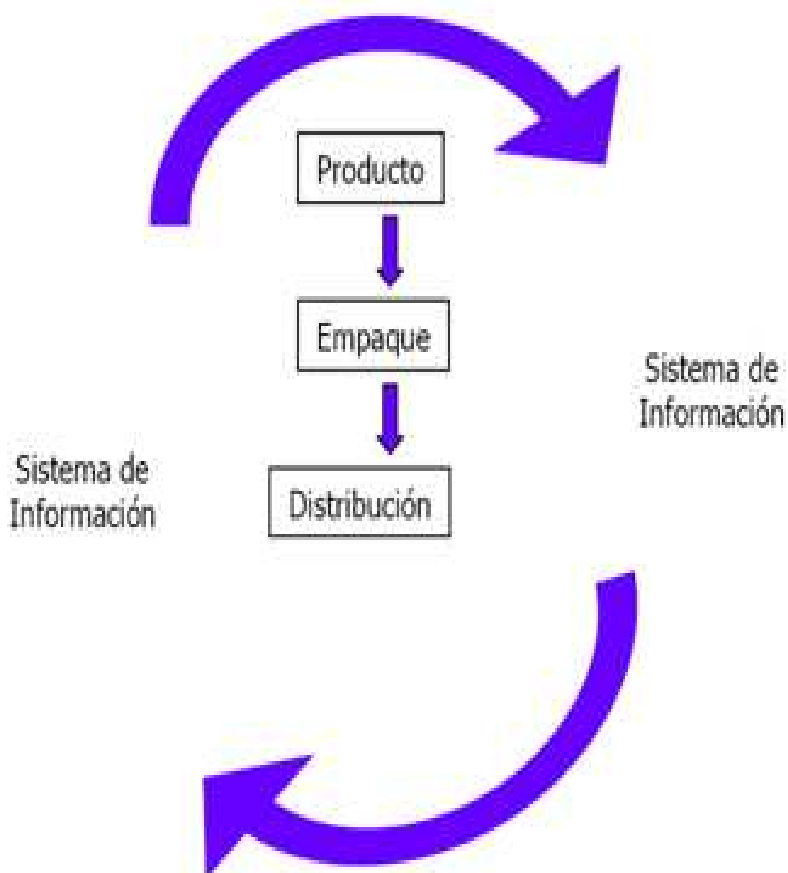 Producto
Empaque
Sistema de
Información
Sistema de
Información
Distribución